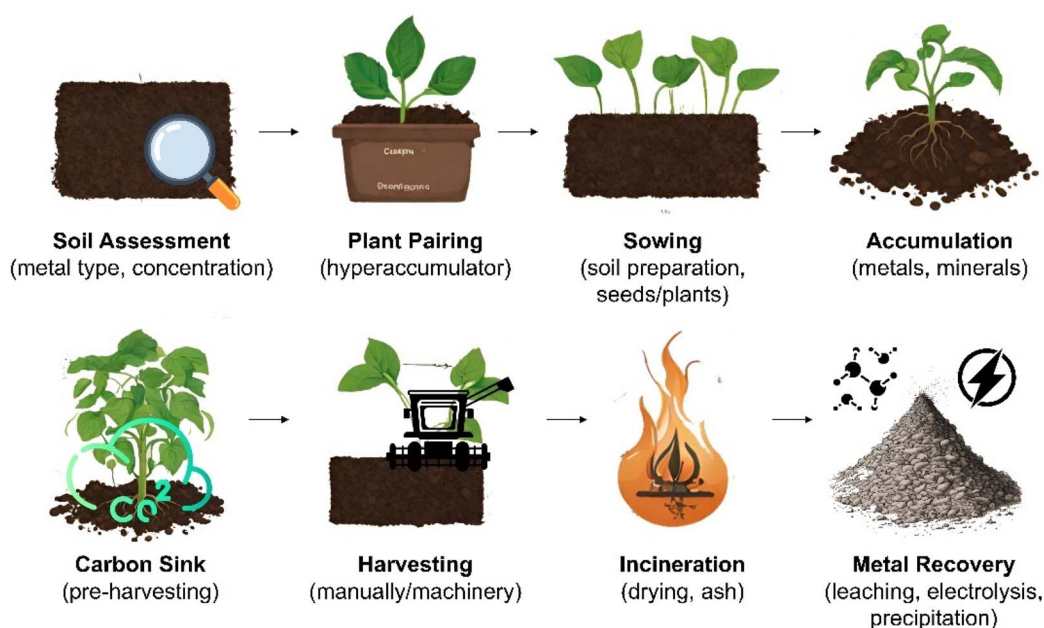 Soil Assessment
(metal type, concentration)
Plant Pairing
(hyperaccumulator)
Sowing
(soil preparation,
seeds/plants)
Accumulation
(metals, minerals)
CO2
Carbon Sink
(pre-harvesting)
Harvesting
(manually/machinery)
Incineration
(drying, ash)
Metal Recovery
(leaching, electrolysis,
precipitation)